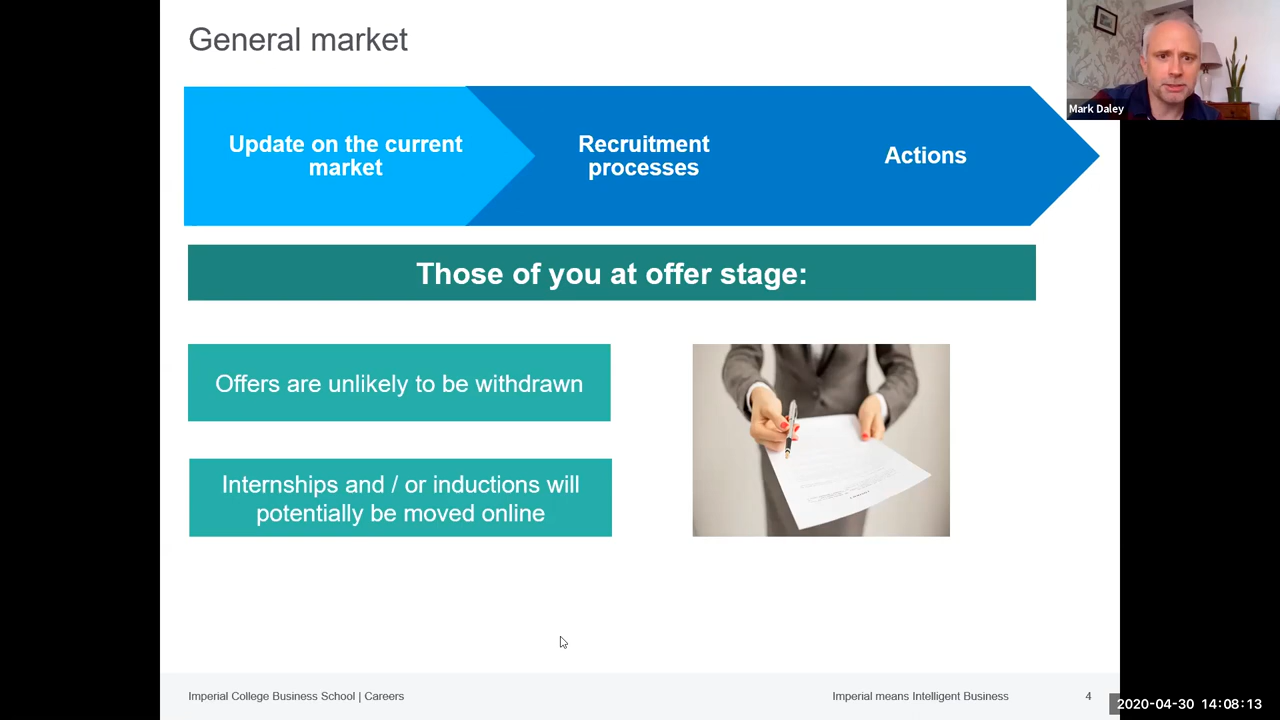 General market
Mark Daley
Update on the current
market
Recruitment
processes
Actions
Those of you at offer stage:
Offers are unlikely to be withdrawn
Internships and / or inductions will
potentially be moved online
Imperial College Business School | Careers
Imperial means Intelligent Business
4
2020-04-30 14:08:13